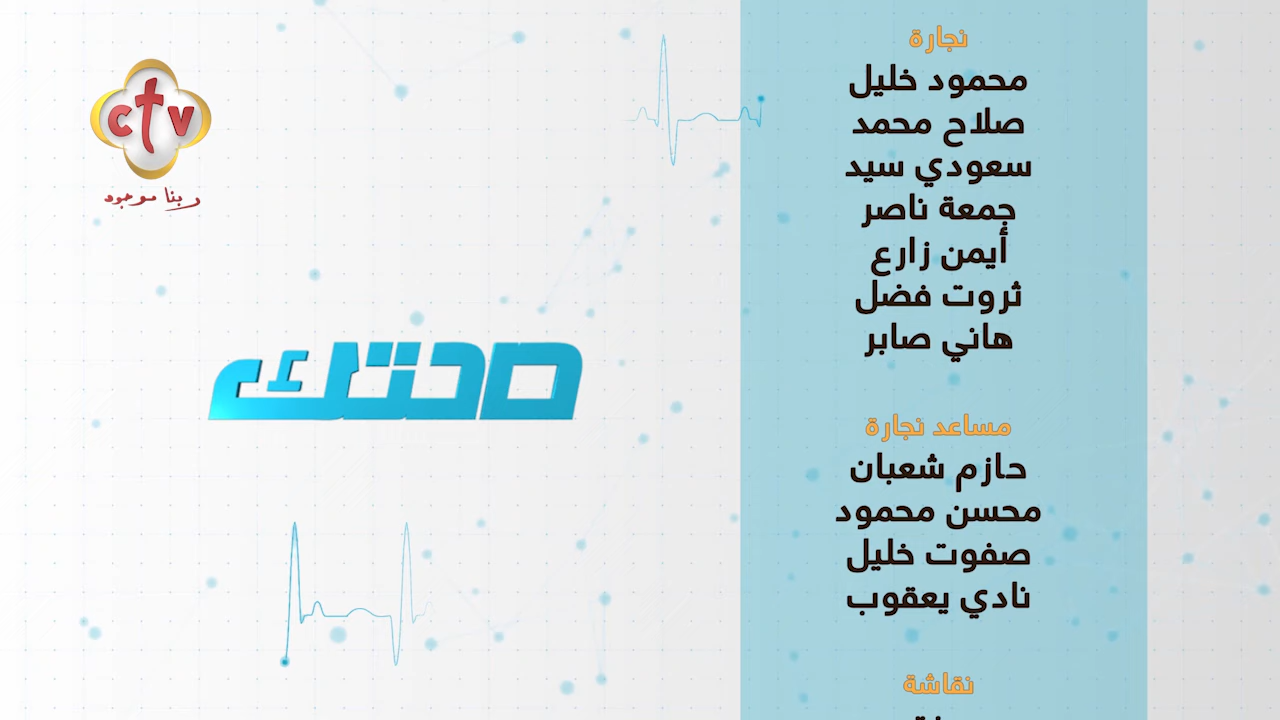 ctv
ربنا موجود
صحتك
نجارة
محمود خليل
صلاح محمد
سعودي سيد
جمعة ناصر
أيمن زارع
ثروت فضل
هاني صابر
مساعد نجارة
حازم شعبان
محسن محمود
صفوت خليل
نادي يعقوب
نقاشة